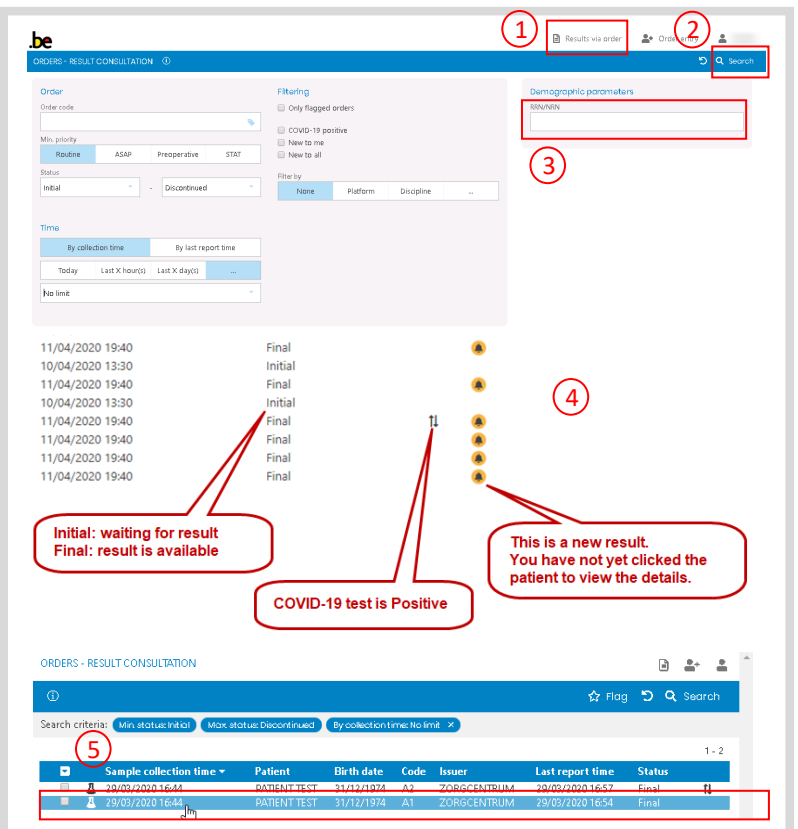 1 2
.be Results via order Order entry
ORDERS - RESULT CONSULTATION Search
Order Filtering Demographic parameters
Order code Only flagged orders RRN/NRN
COVID-19 positive
Min. priority New to me
Routine ASAP Preoperative STAT New to all
3
Status Filter by
Initial - Discontinued None Platform Discipline ...
Time
By collection time By last report time
Today Last X hour(s) Last X day(s) ...
No limit
11/04/2020 19:40 Final
10/04/2020 13:30 Initial
11/04/2020 19:40 Final
10/04/2020 13:30 Initial 4
11/04/2020 19:40 Final
11/04/2020 19:40 Final
11/04/2020 19:40 Final
11/04/2020 19:40 Final
Initial: waiting for result
Final: result is available
This is a new result.
You have not yet clicked the
patient to view the details.
COVID-19 test is Positive
ORDERS - RESULT CONSULTATION
Flag Search
Search criteria: Min. status: Initial Max. status: Discontinued By collection time: No limit ×
5 1 - 2
Sample collection time Patient Birth date Code Issuer Last report time Status
29/03/2020 16:44 PATIENT TEST 31/12/1974 A2 ZORGCENTRUM 29/03/2020 16:57 Final
29/03/2020 16:44 PATIENT TEST 31/12/1974 A1 ZORGCENTRUM 29/03/2020 16:54 Final